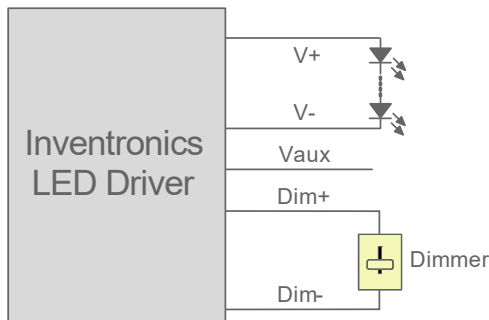 Inventronics
LED Driver
V+
V-
Vaux
Dim+
Dimmer
Dim-